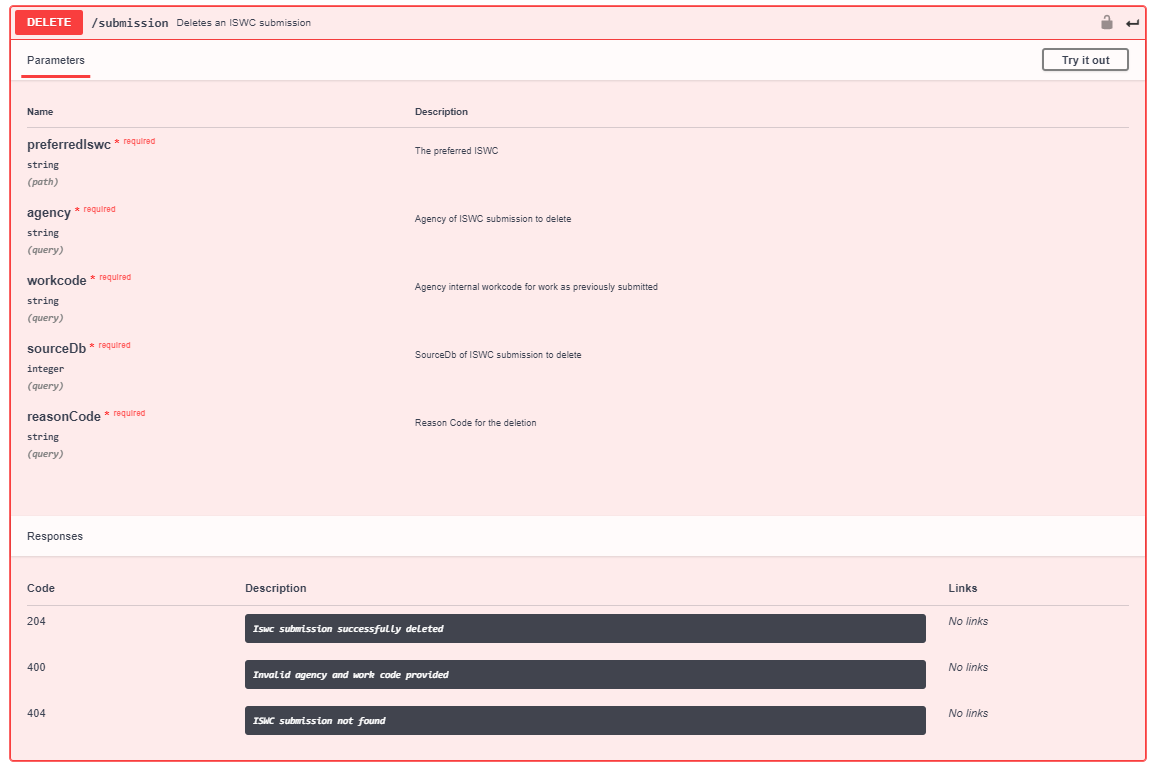 DELETE /submission Deletes an ISWC submission
Parameters Try it out
Name Description
preferredIswc * required
The preferred ISWC
string
(path)
agency * required
Agency of ISWC submission to delete
string
(query)
workcode * required
Agency internal workcode for work as previously submitted
string
(query)
sourceDb * required
SourceDb of ISWC submission to delete
integer
(query)
reasonCode * required
Reason Code for the deletion
string
(query)
Responses
Code Description Links
204 Iswc submission successfully deleted No links
400 Invalid agency and work code provided No links
404 ISWC submission not found No links